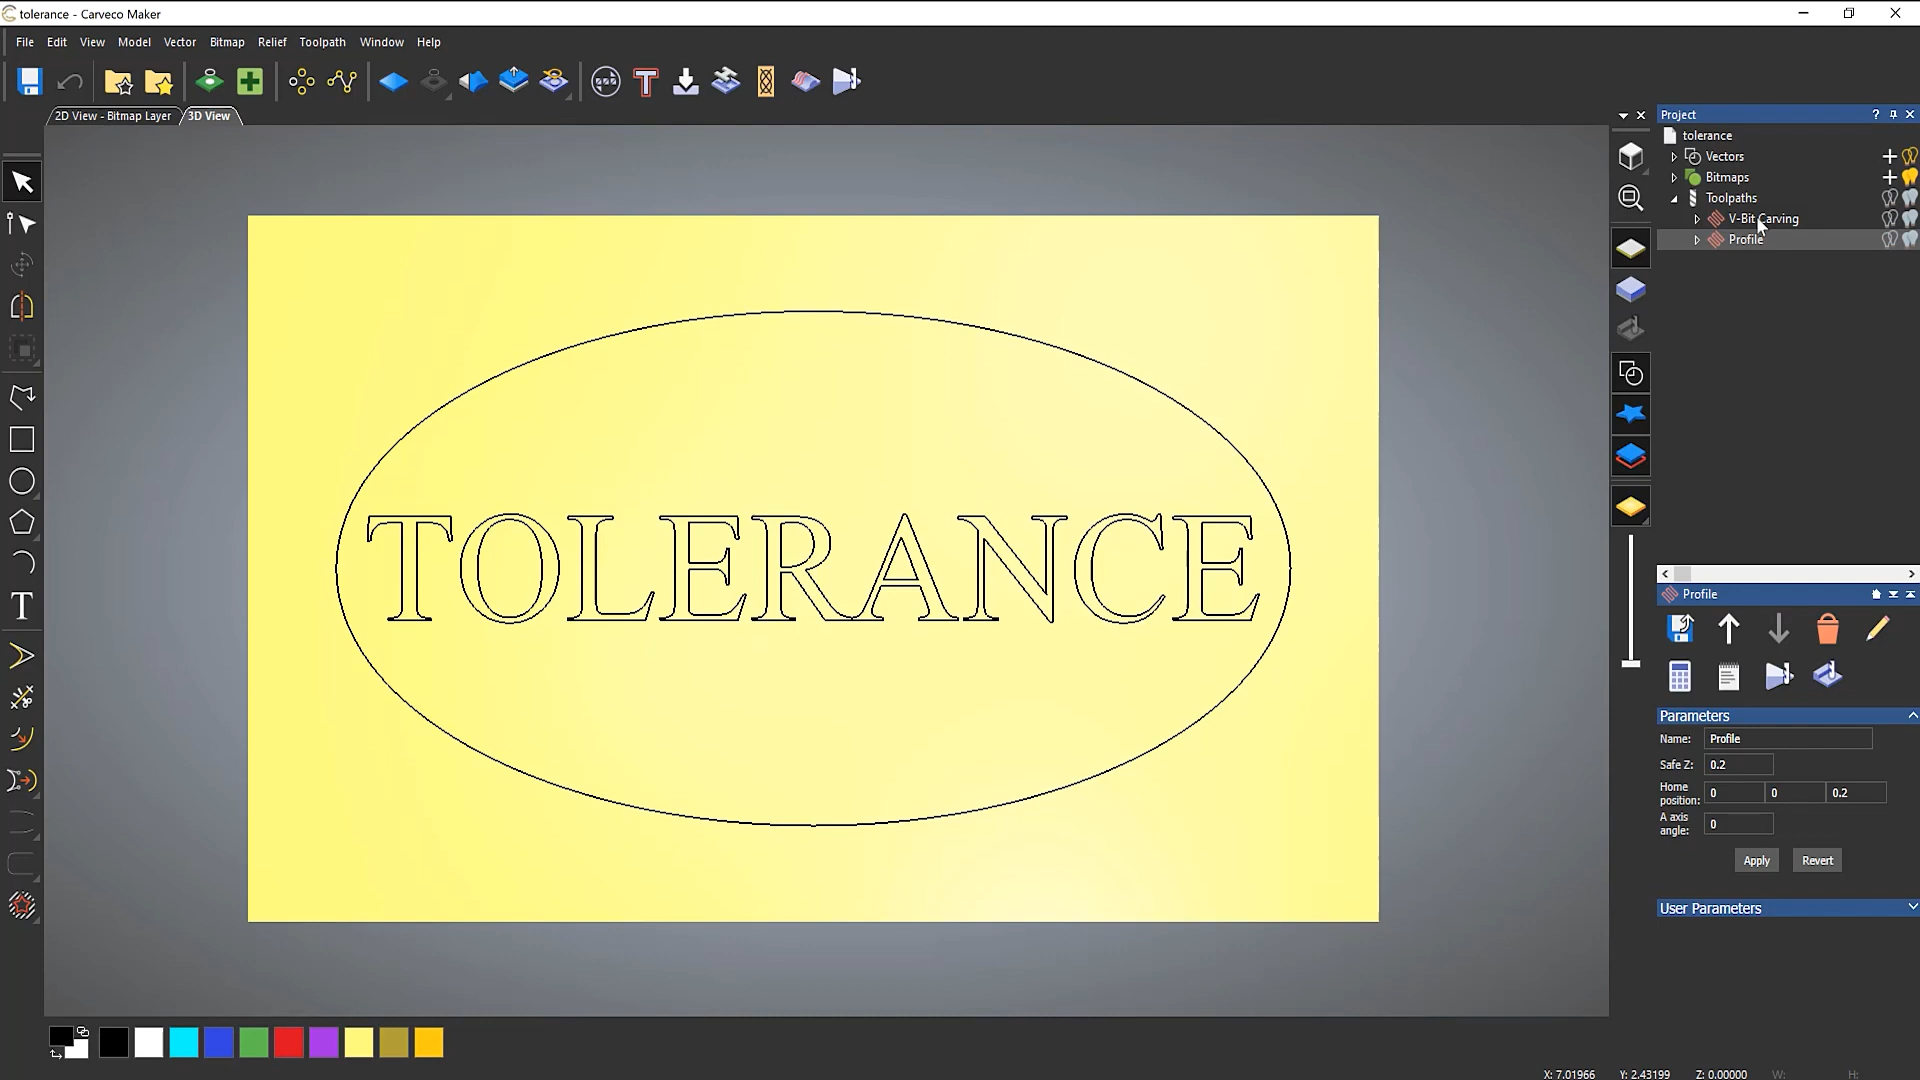 tolerance - Carveco Maker
File Edit View Model Vector Bitmap Relief Toolpath Window Help
2D View - Bitmap Layer 3D View
Project
tolerance
Vectors
Bitmaps
Toolpaths
V-Bit Carving
Profile
TOLERANCE
Profile
Parameters
Name: Profile
Safe Z: 0.2
Home position: 0 0 0.2
A axis angle: 0
Apply Revert
User Parameters
X: 7.01966 Y: 2.43199 Z: 0.00000 W: H: